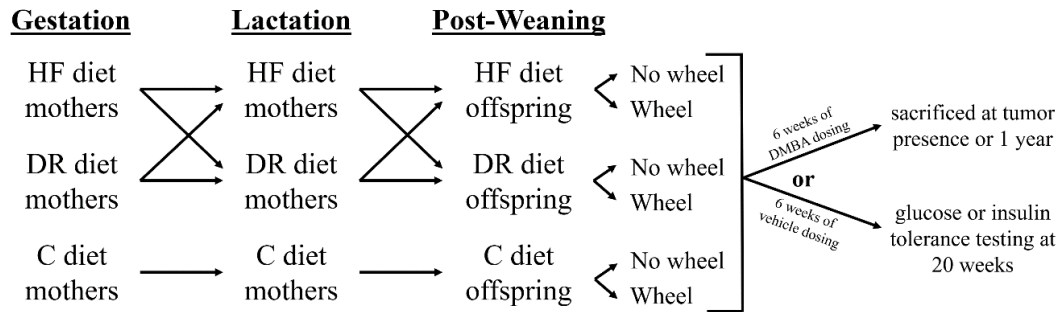 Gestation
Lactation
Post-Weaning
HF diet
mothers
HF diet
mothers
HF diet
offspring
No wheel
Wheel
DR diet
mothers
DR diet
mothers
DR diet
offspring
No wheel
Wheel
C diet
mothers
C diet
mothers
C diet
offspring
No wheel
Wheel
6 weeks of
DMBA dosing
or
6 weeks of
vehicle dosing
sacrificed at tumor
presence or 1 year
glucose or insulin
tolerance testing at
20 weeks